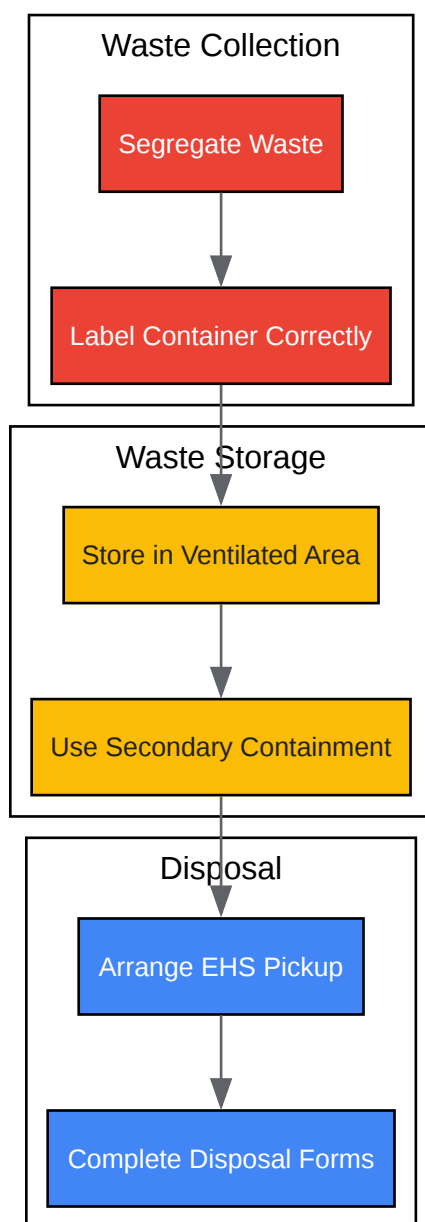 Waste Collection
Segregate Waste
Label Container Correctly
Waste Storage
Store in Ventilated Area
Use Secondary Containment
Disposal
Arrange EHS Pickup
Complete Disposal Forms